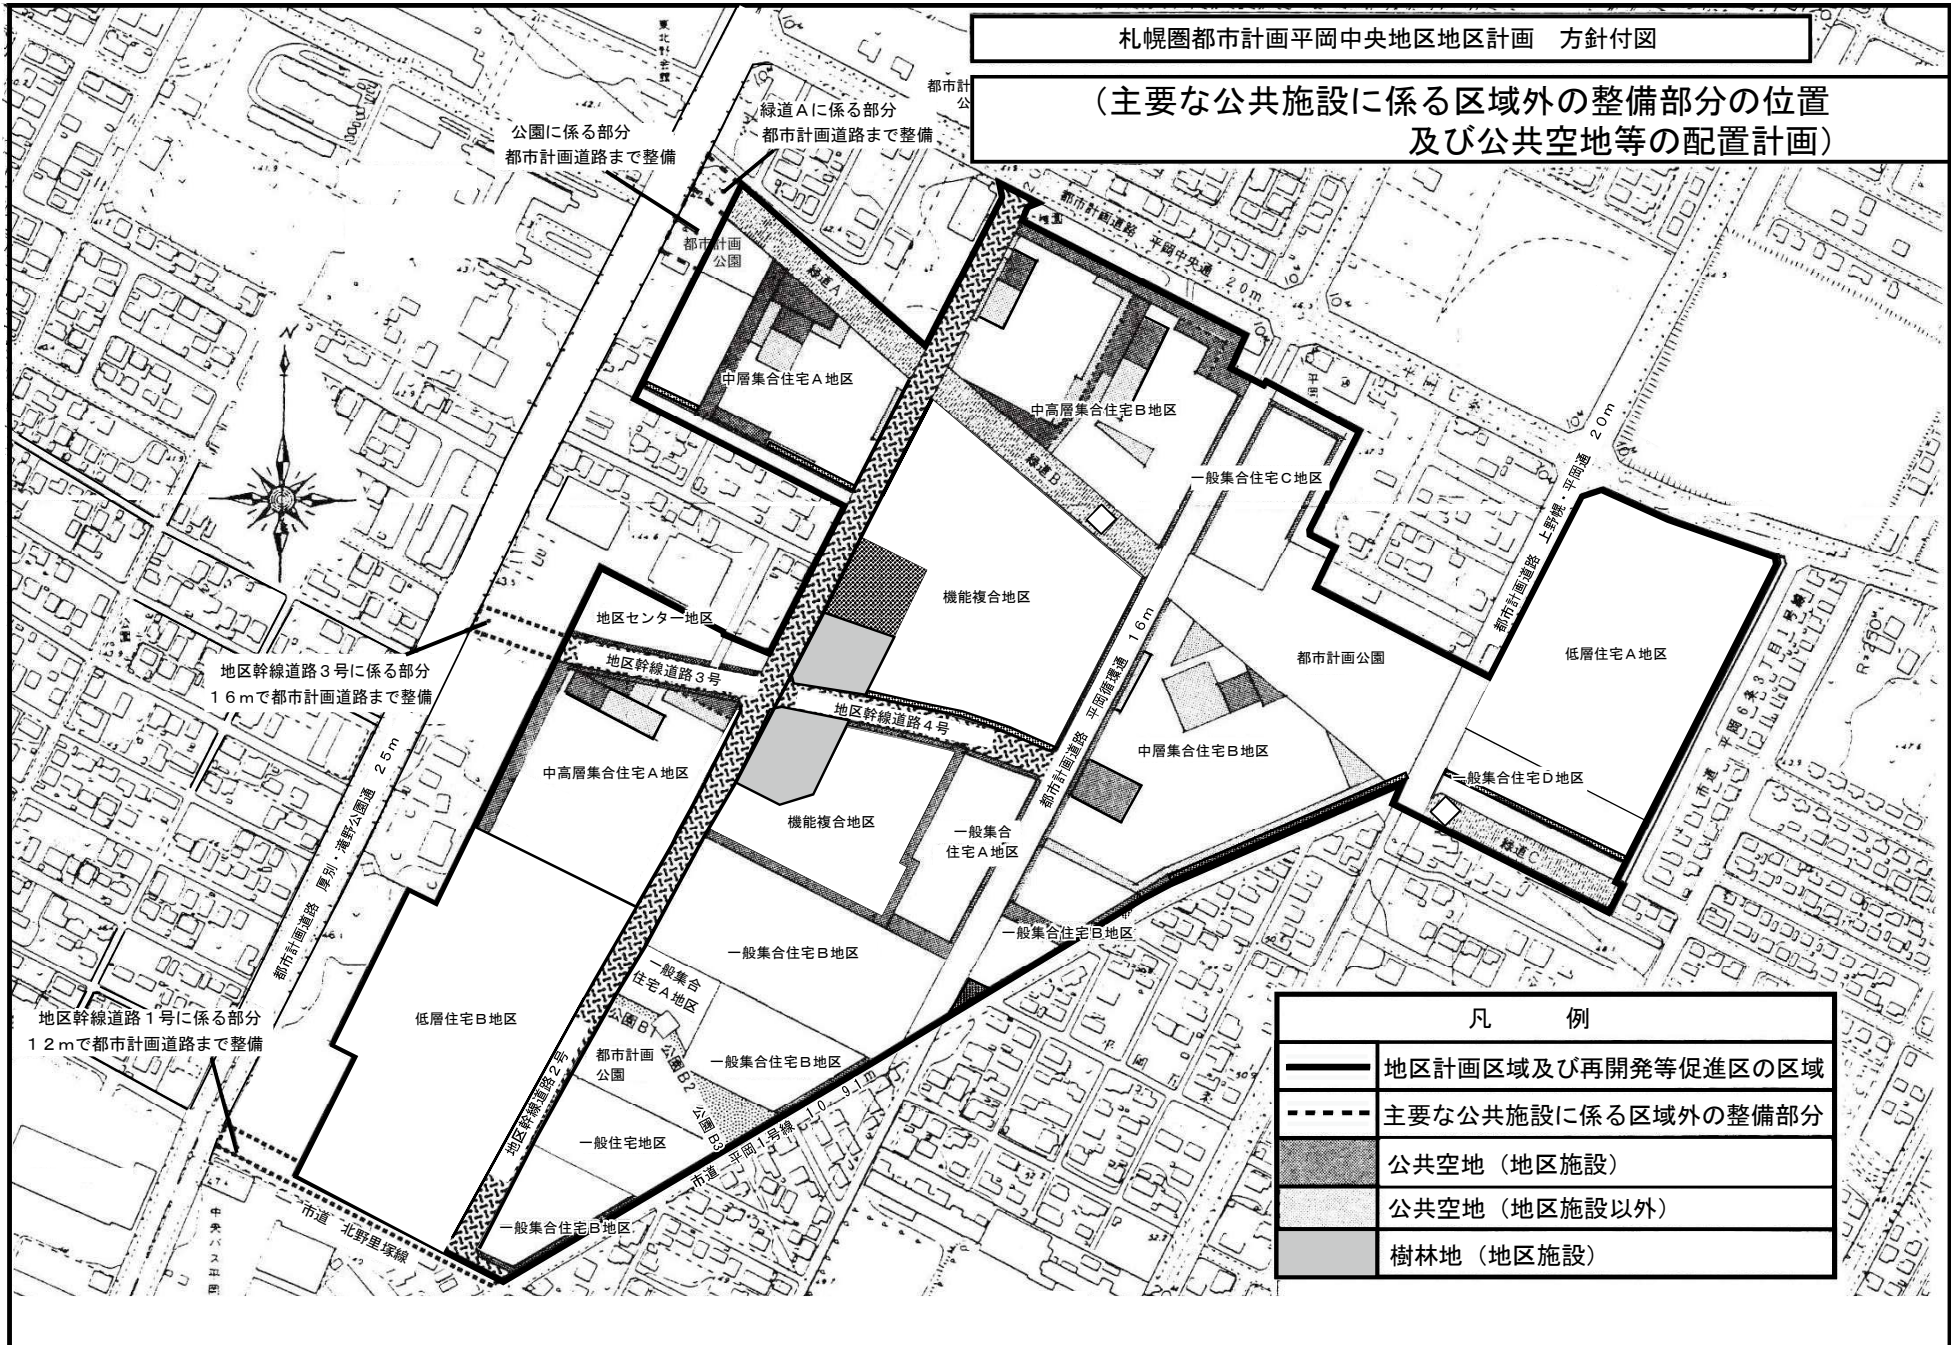 札幌圏都市計画平岡中央地区地区計画　方針付図
（主要な公共施設に係る区域外の整備部分の位置
及び公共空地等の配置計画）
公園に係る部分
都市計画道路まで整備
緑道Aに係る部分
都市計画道路まで整備
都市計
公
都市計画
公園
緑道A
都市計画道路　平岡中央通　20m
中層集合住宅A地区
中高層集合住宅B地区
緑道B
一般集合住宅C地区
都市計画道路　上野幌・平岡通　20m
機能複合地区
地区センター地区
地区幹線道路3号に係る部分
16mで都市計画道路まで整備
地区幹線道路3号
地区幹線道路4号
都市計画道路　平岡循環通　16m
都市計画公園
低層住宅A地区
市道　平岡6条3丁目1号線
R=250M
中層集合住宅B地区
中高層集合住宅A地区
一般集合住宅D地区
緑道C
機能複合地区
一般集合
住宅A地区
都市計画道路　厚別・滝野公園通　25m
一般集合住宅B地区
一般集合住宅B地区
一般集合
住宅A地区
低層住宅B地区
地区幹線道路1号に係る部分
12mで都市計画道路まで整備
公園B1
公園B2
公園B3
都市計画
公園
一般集合住宅B地区
地区幹線道路2号
一般住宅地区
市道　平岡1号線　10.91m
一般集合住宅B地区
市道　北野里塚線
中央バス平岡
凡　例
地区計画区域及び再開発等促進区の区域
主要な公共施設に係る区域外の整備部分
公共空地（地区施設）
公共空地（地区施設以外）
樹林地（地区施設）
N